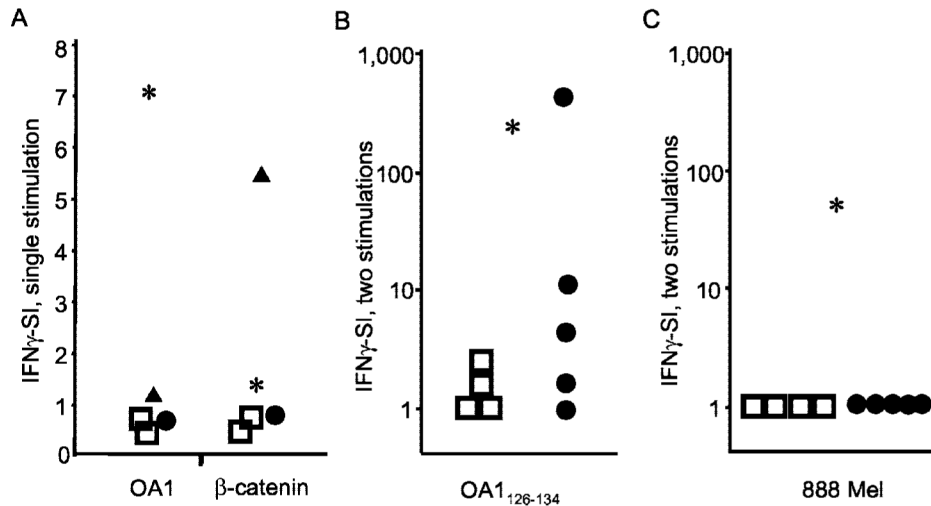 A
IFNγ-SI, single stimulation
8
7
6
5
4
3
2
1
0
*
*
OA1
β-catenin
B
IFNγ-SI, two stimulations
1,000
100
10
1
*
OA1126-134
C
IFNγ-SI, two stimulations
1,000
100
10
1
*
888 Mel